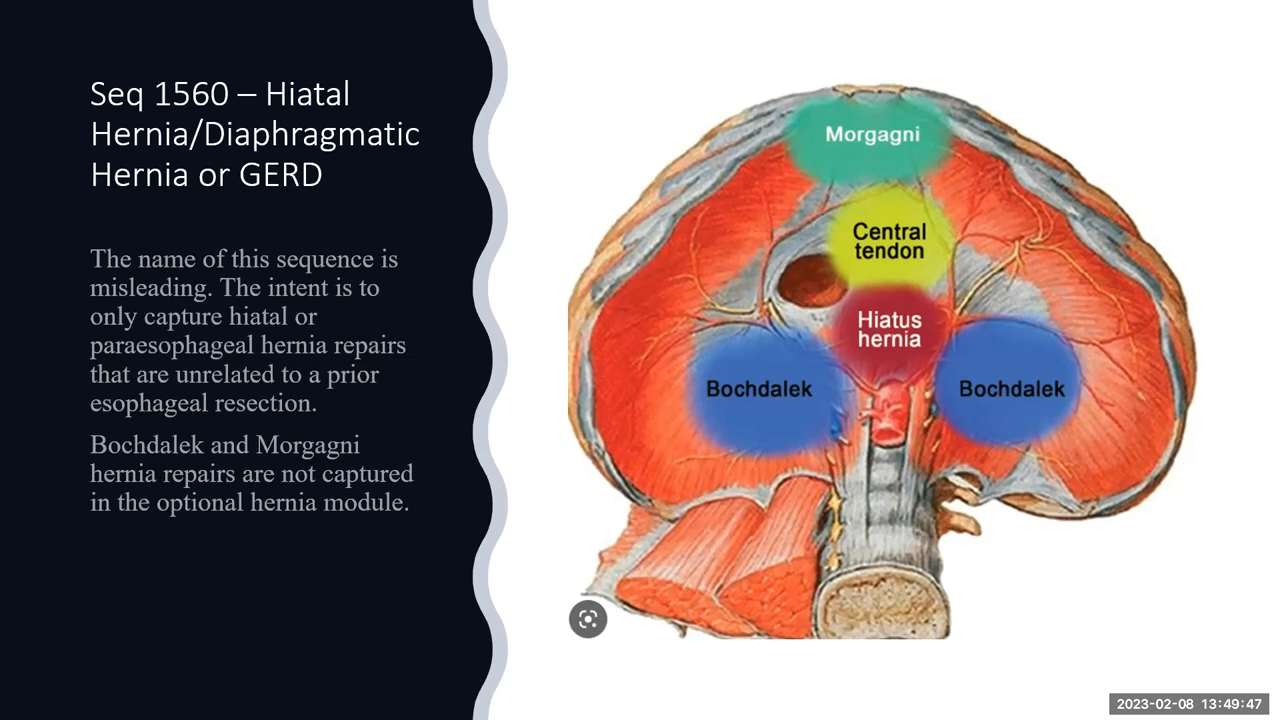 Seq 1560 – Hiatal
Hernia/Diaphragmatic
Hernia or GERD
The name of this sequence is
misleading. The intent is to
only capture hiatal or
paraesophageal hernia repairs
that are unrelated to a prior
esophageal resection.
Bochdalek and Morgagni
hernia repairs are not captured
in the optional hernia module.
Morgagni
Central
tendon
Hiatus
hernia
Bochdalek
Bochdalek
2023-02-08 13:49:47